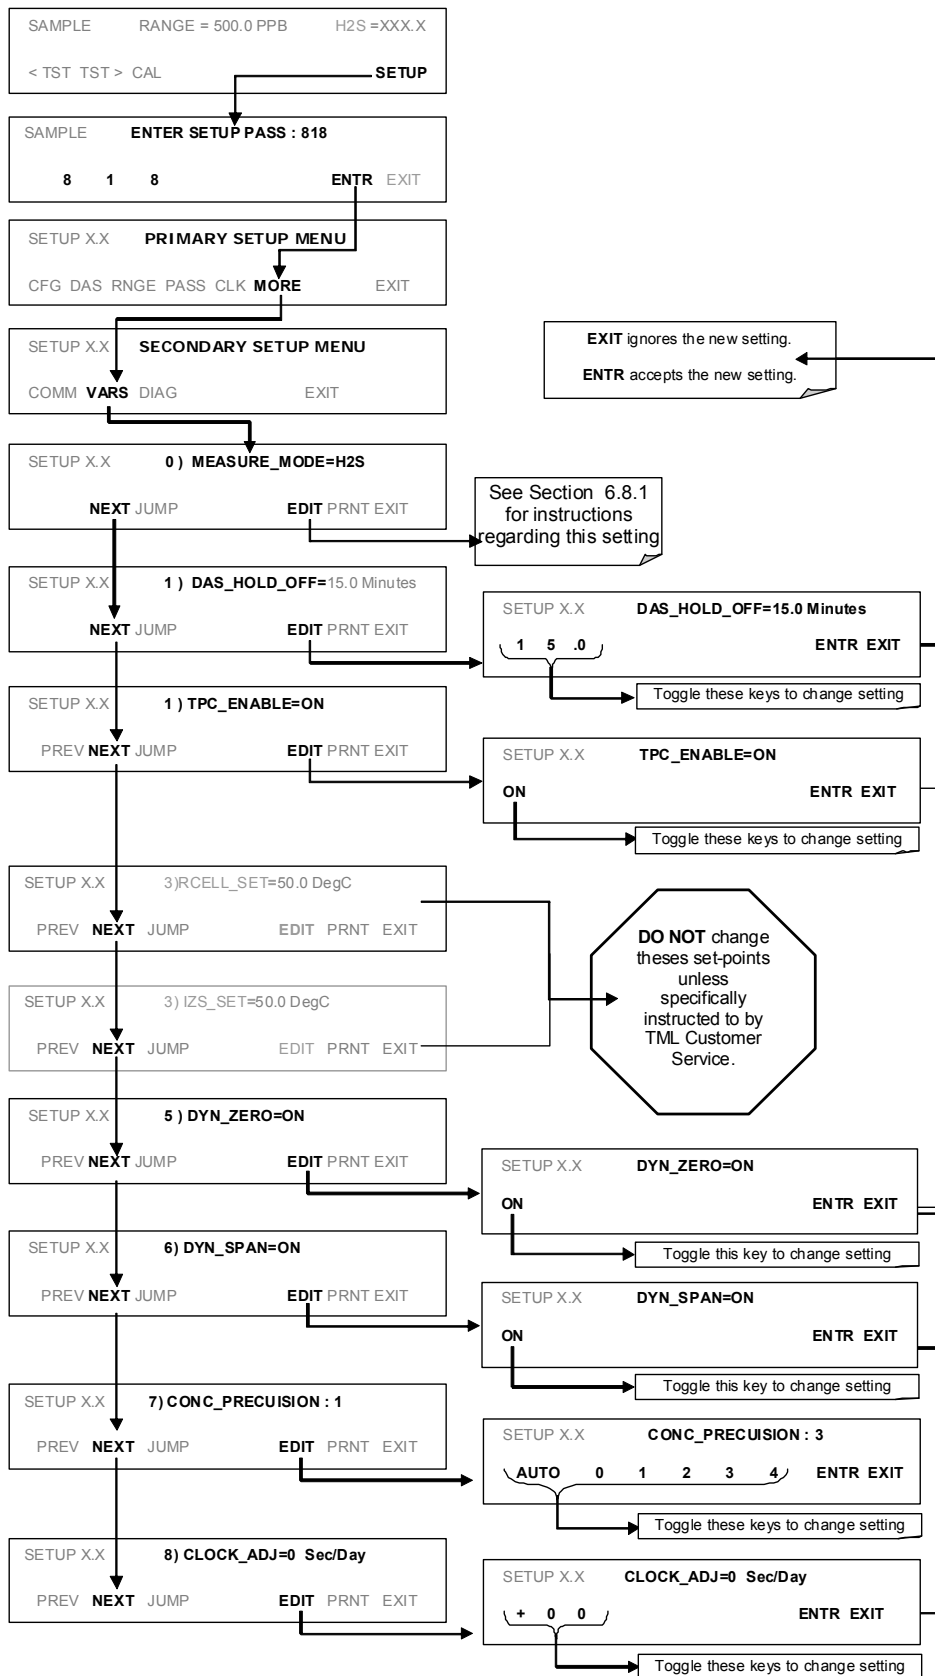 SAMPLE RANGE = 500.0 PPB H2S =XXX.X
< TST TST > CAL SETUP
SAMPLE ENTER SETUP PASS : 818
8 1 8 ENTR EXIT
SETUP X.X PRIMARY SETUP MENU
CFG DAS RNGE PASS CLK MORE EXIT
SETUP X.X SECONDARY SETUP MENU
COMM VARS DIAG EXIT
EXIT ignores the new setting.
ENTR accepts the new setting.
SETUP X.X 0 ) MEASURE_MODE=H2S
NEXT JUMP EDIT PRNT EXIT
See Section 6.8.1
for instructions
regarding this setting
SETUP X.X 1 ) DAS_HOLD_OFF=15.0 Minutes
NEXT JUMP EDIT PRNT EXIT
SETUP X.X DAS_HOLD_OFF=15.0 Minutes
1 5 .0 ENTR EXIT
Toggle these keys to change setting
SETUP X.X 1 ) TPC_ENABLE=ON
PREV NEXT JUMP EDIT PRNT EXIT
SETUP X.X TPC_ENABLE=ON
ON ENTR EXIT
Toggle these keys to change setting
SETUP X.X 3)RCELL_SET=50.0 DegC
PREV NEXT JUMP EDIT PRNT EXIT
SETUP X.X 3) IZS_SET=50.0 DegC
PREV NEXT JUMP EDIT PRNT EXIT
DO NOT change
theses set-points
unless
specifically
instructed to by
TML Customer
Service.
SETUP X.X 5 ) DYN_ZERO=ON
PREV NEXT JUMP EDIT PRNT EXIT
SETUP X.X DYN_ZERO=ON
ON ENTR EXIT
Toggle this key to change setting
SETUP X.X 6) DYN_SPAN=ON
PREV NEXT JUMP EDIT PRNT EXIT
SETUP X.X DYN_SPAN=ON
ON ENTR EXIT
Toggle this key to change setting
SETUP X.X 7) CONC_PRECUISION : 1
PREV NEXT JUMP EDIT PRNT EXIT
SETUP X.X CONC_PRECUISION : 3
AUTO 0 1 2 3 4 ENTR EXIT
Toggle these keys to change setting
SETUP X.X 8) CLOCK_ADJ=0 Sec/Day
PREV NEXT JUMP EDIT PRNT EXIT
SETUP X.X CLOCK_ADJ=0 Sec/Day
+ 0 0 ENTR EXIT
Toggle these keys to change setting